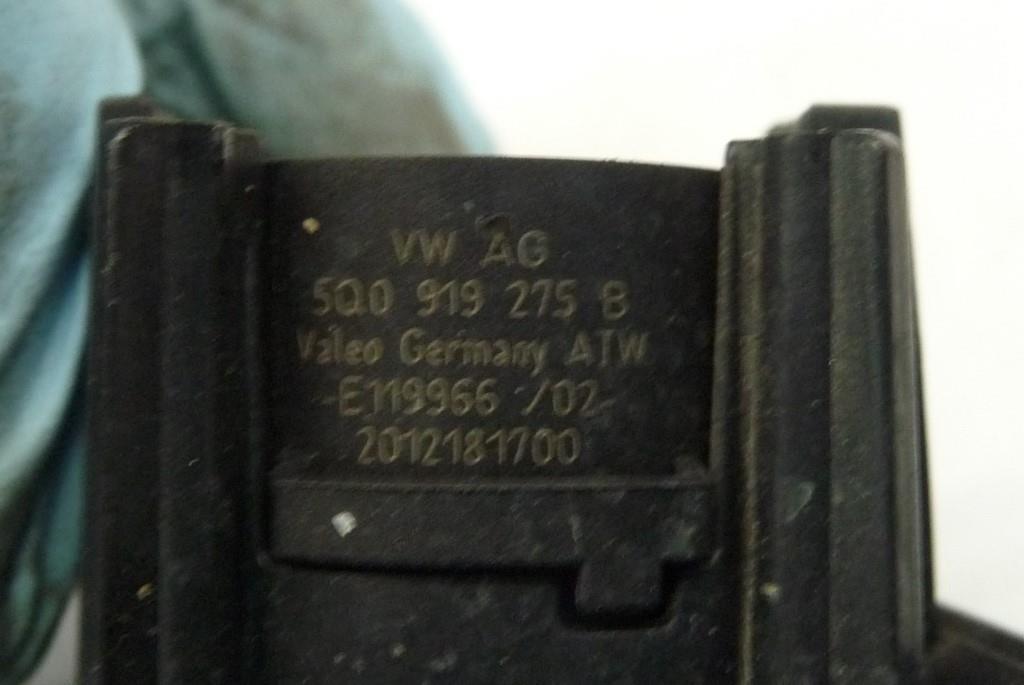 VW AG
5Q0 919 275 B
Valeo Germany ATW
-E119966 /02-
2012181700